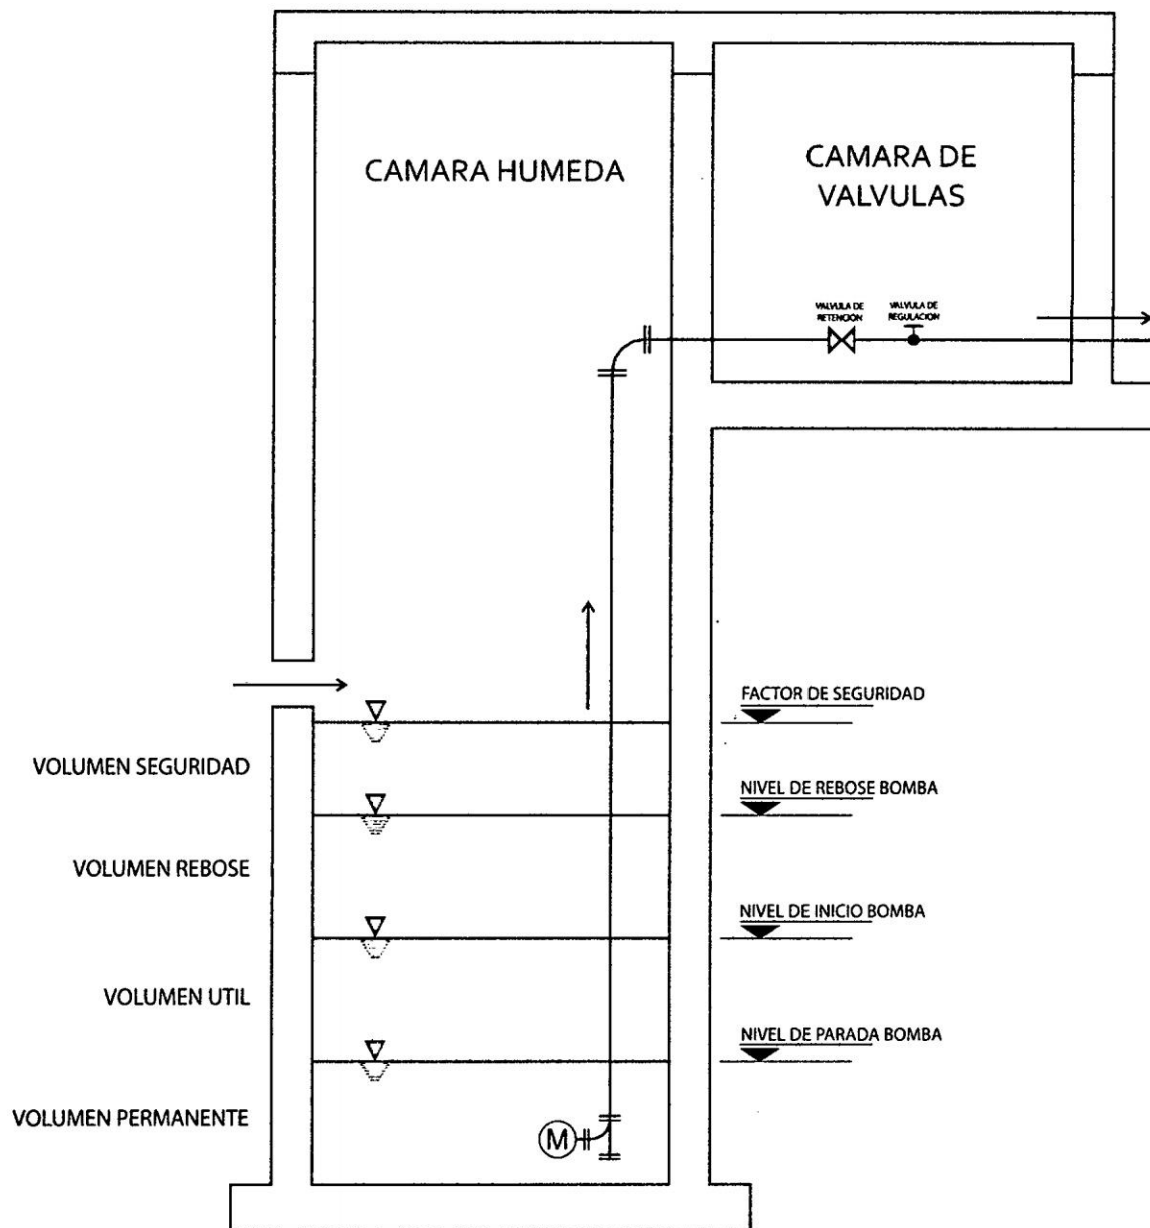 CAMARA HUMEDA
CAMARA DE
VALVULAS
VALVULA DE
RETENCIÓN
VALVULA DE
REGULACION
FACTOR DE SEGURIDAD
VOLUMEN SEGURIDAD
NIVEL DE REBOSE BOMBA
VOLUMEN REBOSE
NIVEL DE INICIO BOMBA
VOLUMEN UTIL
NIVEL DE PARADA BOMBA
VOLUMEN PERMANENTE
M